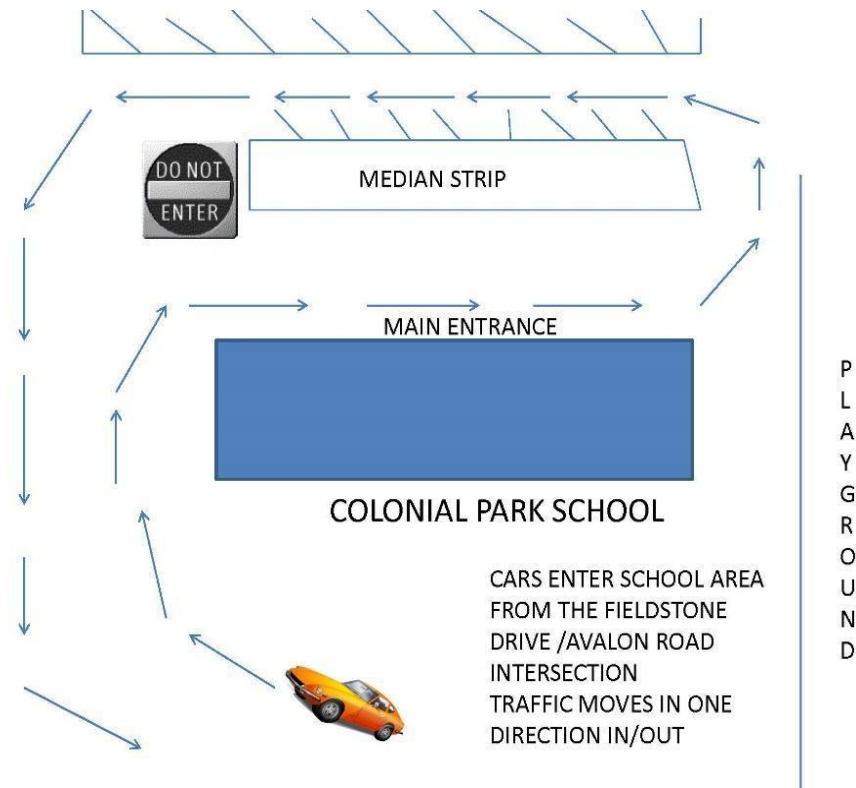 DO NOT
ENTER
MEDIAN STRIP
MAIN ENTRANCE
COLONIAL PARK SCHOOL
CARS ENTER SCHOOL AREA
FROM THE FIELDSTONE
DRIVE /AVALON ROAD
INTERSECTION
TRAFFIC MOVES IN ONE
DIRECTION IN/OUT
P
L
A
Y
G
R
O
U
N
D